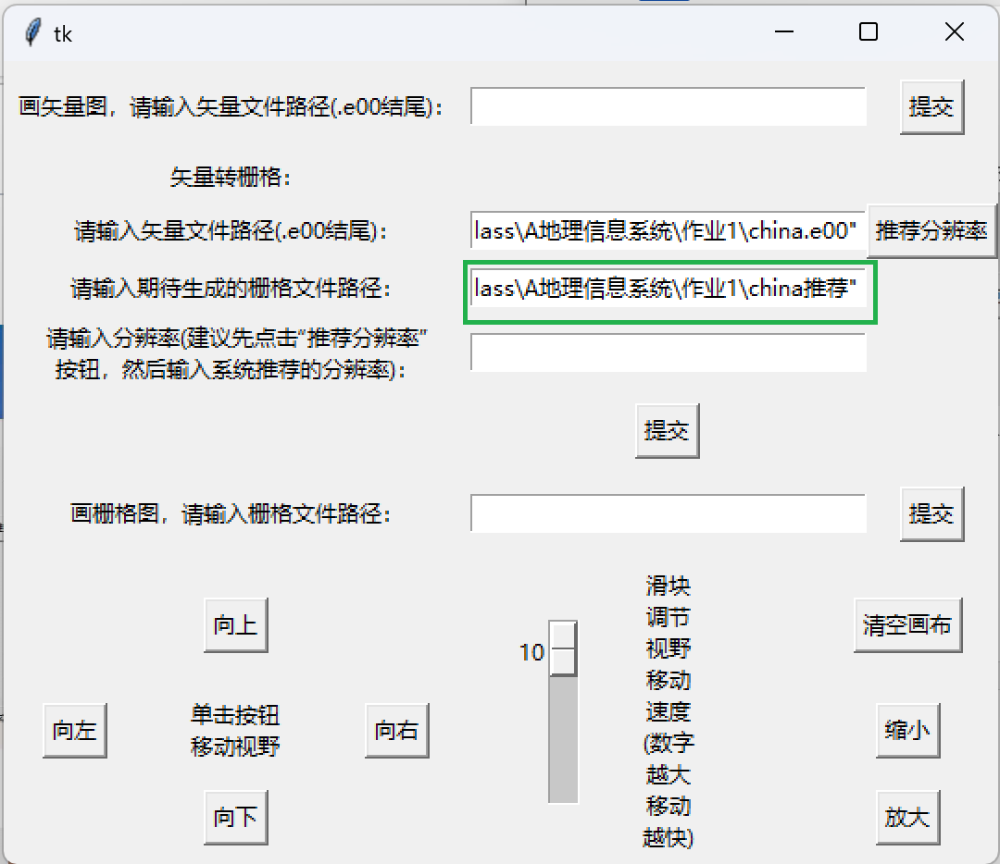 tk
画矢量图，请输入矢量文件路径(.e00结尾)：
提交
矢量转栅格：
请输入矢量文件路径(.e00结尾)：
lass\A地理信息系统\作业1\china.e00"
推荐分辨率
请输入期待生成的栅格文件路径：
lass\A地理信息系统\作业1\china推荐"
请输入分辨率(建议先点击“推荐分辨率”
按钮，然后输入系统推荐的分辨率)：
提交
画栅格图，请输入栅格文件路径：
提交
向上
向左
单击按钮
移动视野
向右
向下
10
滑块
调节
视野
移动
速度
(数字
越大
移动
越快)
清空画布
缩小
放大